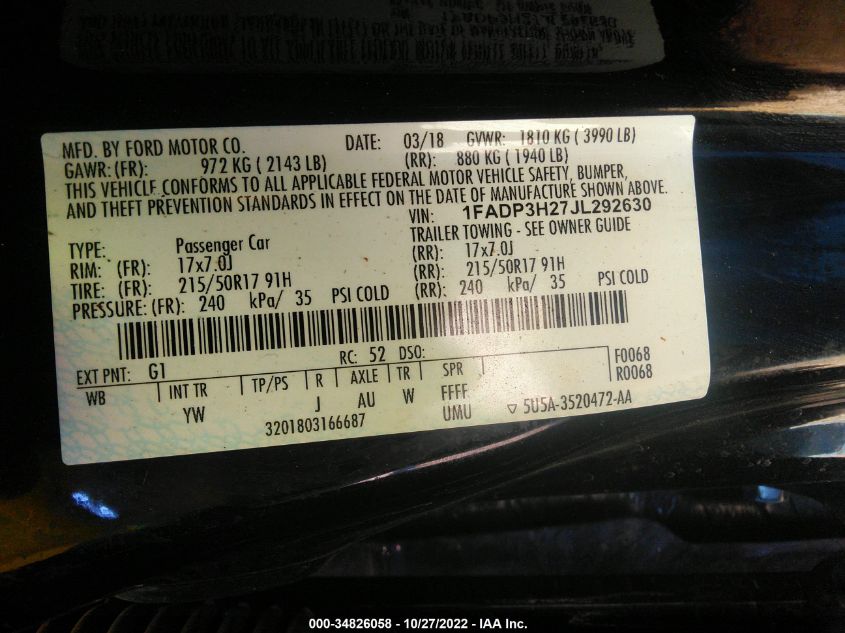 MFD. BY FORD MOTOR CO. DATE: 03/18 GVWR: 1810 KG ( 3990 LB)
GAWR: (FR): 972 KG ( 2143 LB) (RR): 880 KG ( 1940 LB)
THIS VEHICLE CONFORMS TO ALL APPLICABLE FEDERAL MOTOR VEHICLE SAFETY, BUMPER,
AND THEFT PREVENTION STANDARDS IN EFFECT ON THE DATE OF MANUFACTURE SHOWN ABOVE.
VIN: 1FADP3H27JL292630
TYPE: Passenger Car TRAILER TOWING - SEE OWNER GUIDE
RIM: (FR): 17x7.0J (RR): 17x7.0J
TIRE: (FR): 215/50R17 91H (RR): 215/50R17 91H
PRESSURE: (FR): 240 kPa/ 35 PSI COLD (RR): 240 kPa/ 35 PSI COLD
EXT PNT: G1 RC: 52 DSO: F0068
WB INT TR TP/PS R AXLE TR SPR R0068
YW J AU W FFFF
UMU ▽ 5U5A-3520472-AA
3201803166687
000-34826058 - 10/27/2022 - IAA Inc.